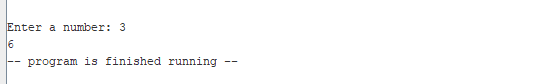 Enter a number: 3
6
-- program is finished running --